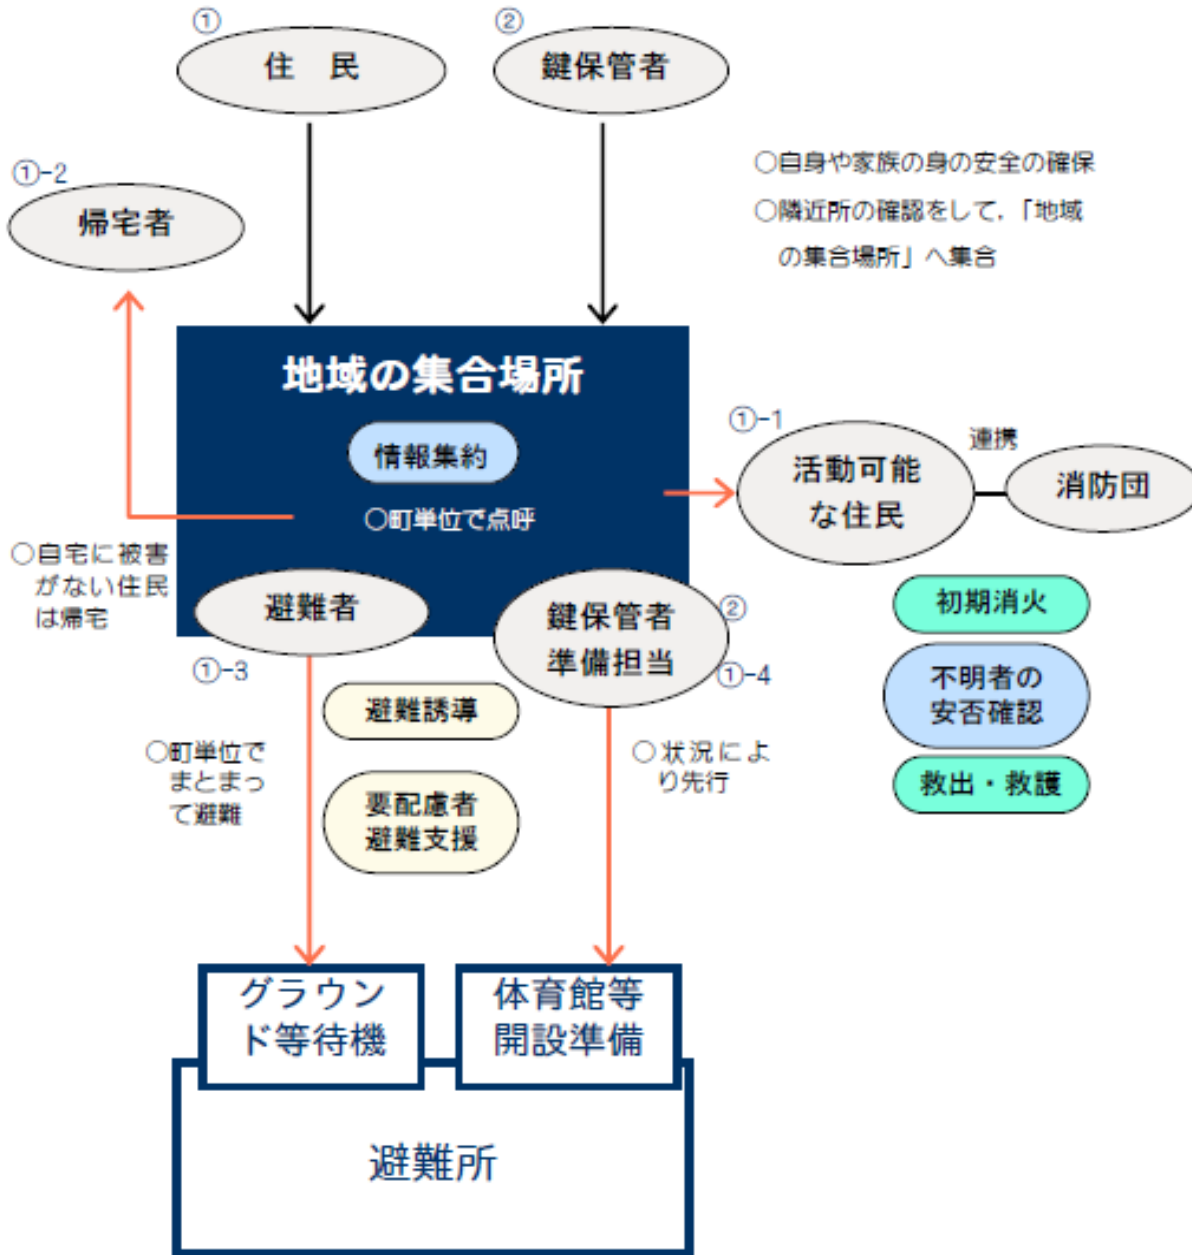 ①
住　民
②
鍵保管者
○自身や家族の身の安全の確保
○隣近所の確認をして，「地域
の集合場所」へ集合
①-2
帰宅者
地域の集合場所
情報集約
○町単位で点呼
①-1
活動可能
な住民
連携
消防団
○自宅に被害
がない住民
は帰宅
避難者
①-3
鍵保管者
準備担当
②
①-4
初期消火
不明者の
安否確認
救出・救護
避難誘導
○町単位で
まとまっ
て避難
要配慮者
避難支援
○状況によ
り先行
グラウン
ド等待機
体育館等
開設準備
避難所